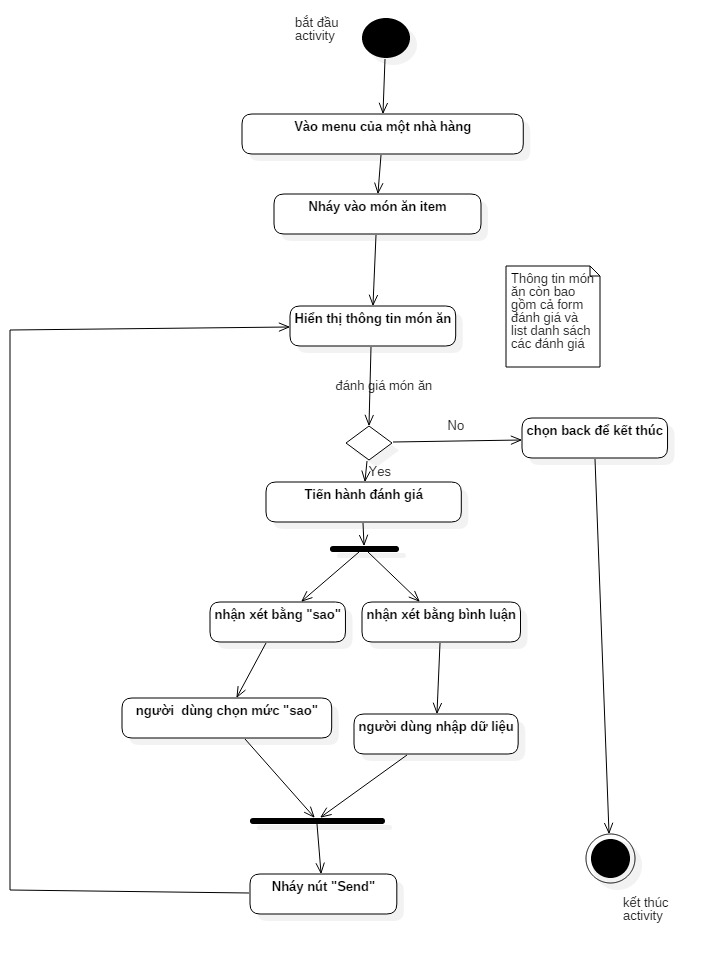 bắt đầu
activity
Vào menu của một nhà hàng
Nháy vào món ăn item
Thông tin món
ăn còn bao
gồm cả form
đánh giá và
list danh sách
các đánh giá
Hiển thị thông tin món ăn
đánh giá món ăn
No
chọn back để kết thúc
Yes
Tiến hành đánh giá
nhận xét bằng "sao"
nhận xét bằng bình luận
người  dùng chọn mức "sao"
người dùng nhập dữ liệu
Nháy nút "Send"
kết thúc
activity